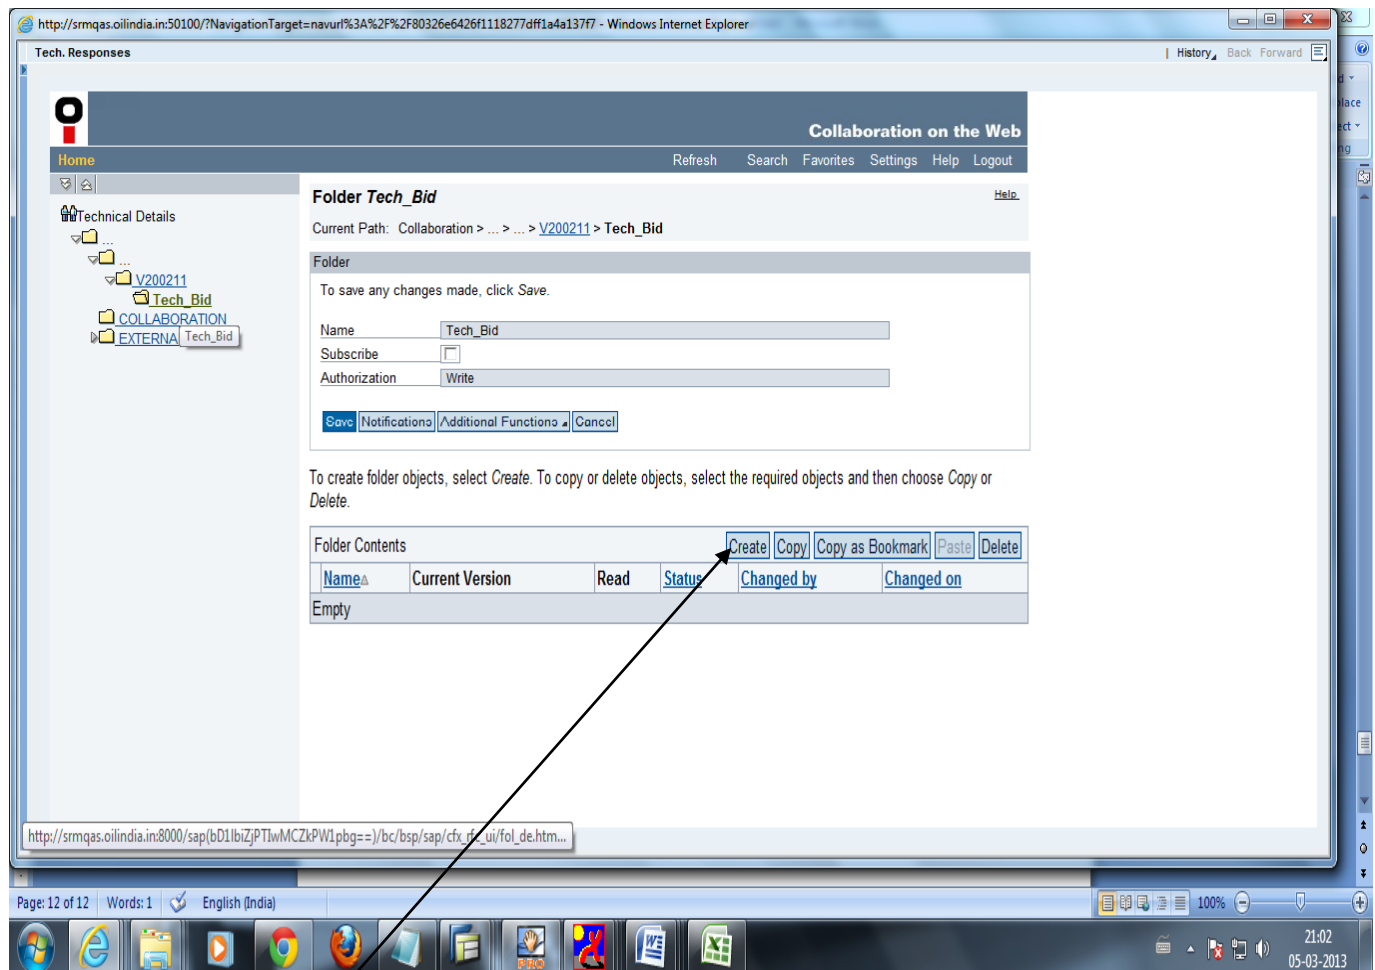 http://srmqas.oilindia.in:50100/?NavigationTarget=navurl%3A%2F%2F80326e6426f1118277dff1a4a137f7 - Windows Internet Explorer
Tech. Responses
| History Back Forward
Collaboration on the Web
Home
Refresh Search Favorites Settings Help Logout
Technical Details
...
...
V200211
Tech_Bid
COLLABORATION
EXTERNA
Tech_Bid
Folder Tech_Bid
Help
Current Path: Collaboration > ... > ... > V200211 > Tech_Bid
Folder
To save any changes made, click Save.
Name Tech_Bid
Subscribe
Authorization Write
Save Notifications Additional Functions Cancel
To create folder objects, select Create. To copy or delete objects, select the required objects and then choose Copy or
Delete.
Folder Contents Create Copy Copy as Bookmark Paste Delete
Name Current Version Read Status Changed by Changed on
Empty
http://srmqas.oilindia.in:8000/sap(bD1lbiZjPTIwMCZkPW1pbg==)/bc/bsp/sap/cfx_rfc_ui/fol_de.htm...
Page: 12 of 12 Words: 1 English (India) 100%
PRO
21:02
05-03-2013